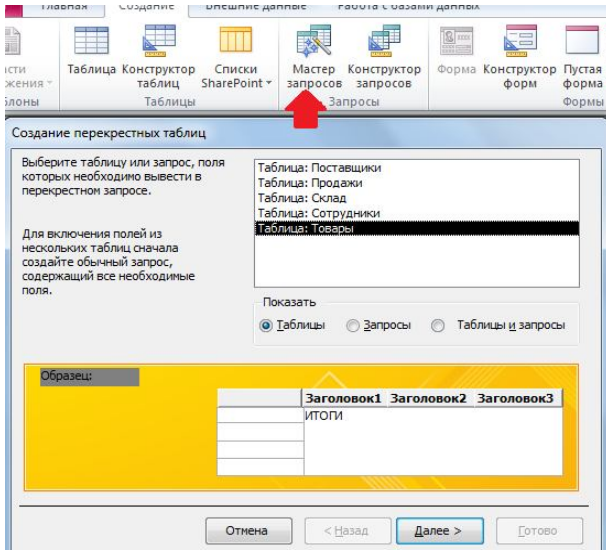 Главная Создание Внешние данные Работа с базами данных
Таблица Конструктор таблиц Списки SharePoint Мастер запросов Конструктор запросов Форма Конструктор форм Пустая форма
Таблицы Запросы Формы
Создание перекрестных таблиц
Выберите таблицу или запрос, поля
которых необходимо вывести в
перекрестном запросе.
Для включения полей из
нескольких таблиц сначала
создайте обычный запрос,
содержащий все необходимые
поля.
Таблица: Поставщики
Таблица: Продажи
Таблица: Склад
Таблица: Сотрудники
Таблица: Товары
Показать
Таблицы Запросы Таблицы и запросы
Образец:
Заголовок1 Заголовок2 Заголовок3
ИТОГИ
Отмена < Назад Далее > Готово